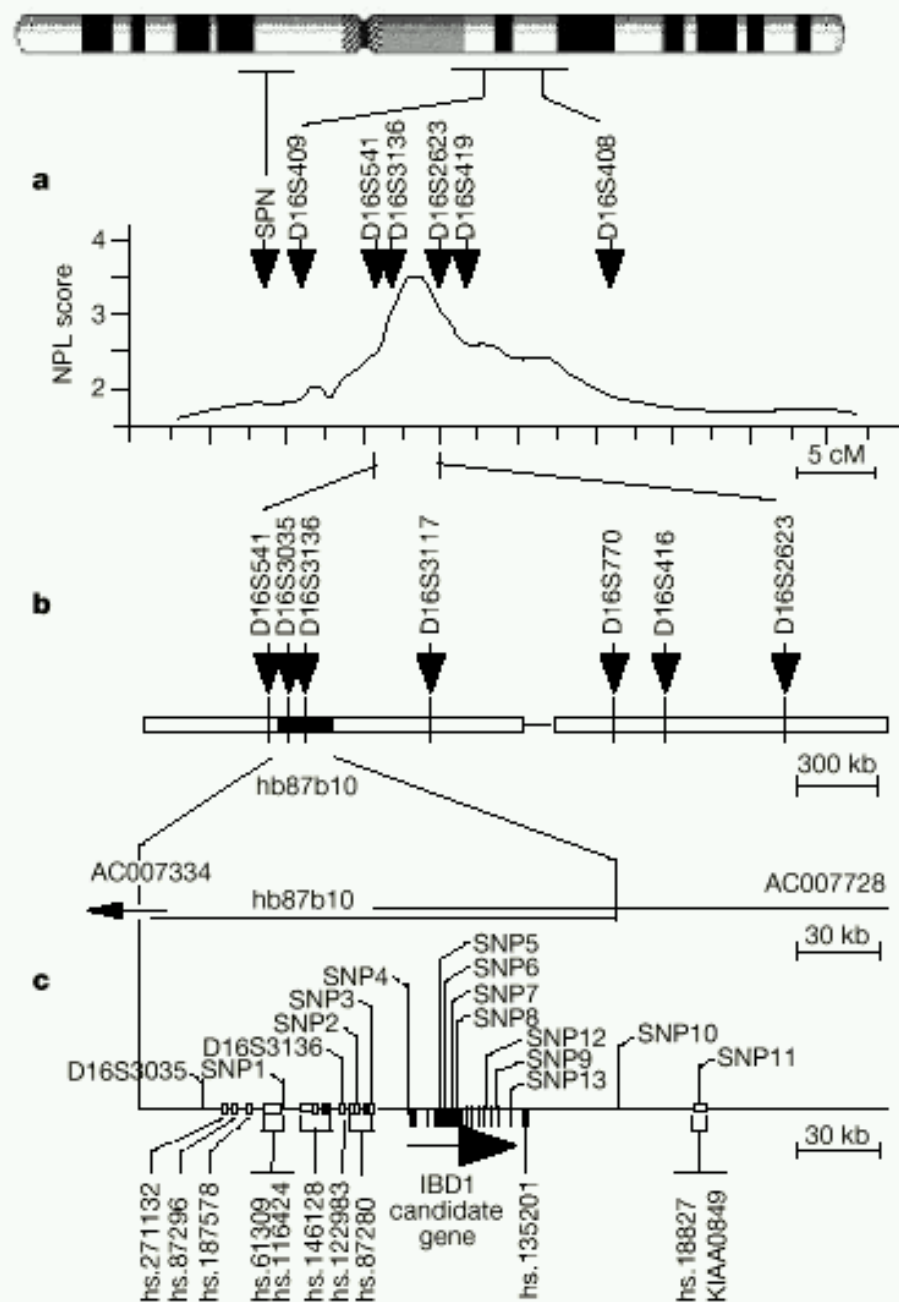 a
SPN
D16S409
D16S541
D16S3136
D16S2623
D16S419
D16S408
NPL score
4
3
2
5 cM
b
D16S541
D16S3035
D16S3136
D16S3117
D16S770
D16S416
D16S2623
300 kb
hb87b10
AC007334
hb87b10
AC007728
30 kb
c
SNP5
SNP6
SNP7
SNP8
SNP4
SNP3
SNP2
D16S3136
D16S3035
SNP1
SNP12
SNP9
SNP13
SNP10
SNP11
30 kb
hs.271132
hs.87296
hs.187578
hs.61309
hs.116424
hs.146128
hs.122983
hs.87280
IBD1
candidate
gene
hs.135201
hs.18827
KIAA0849